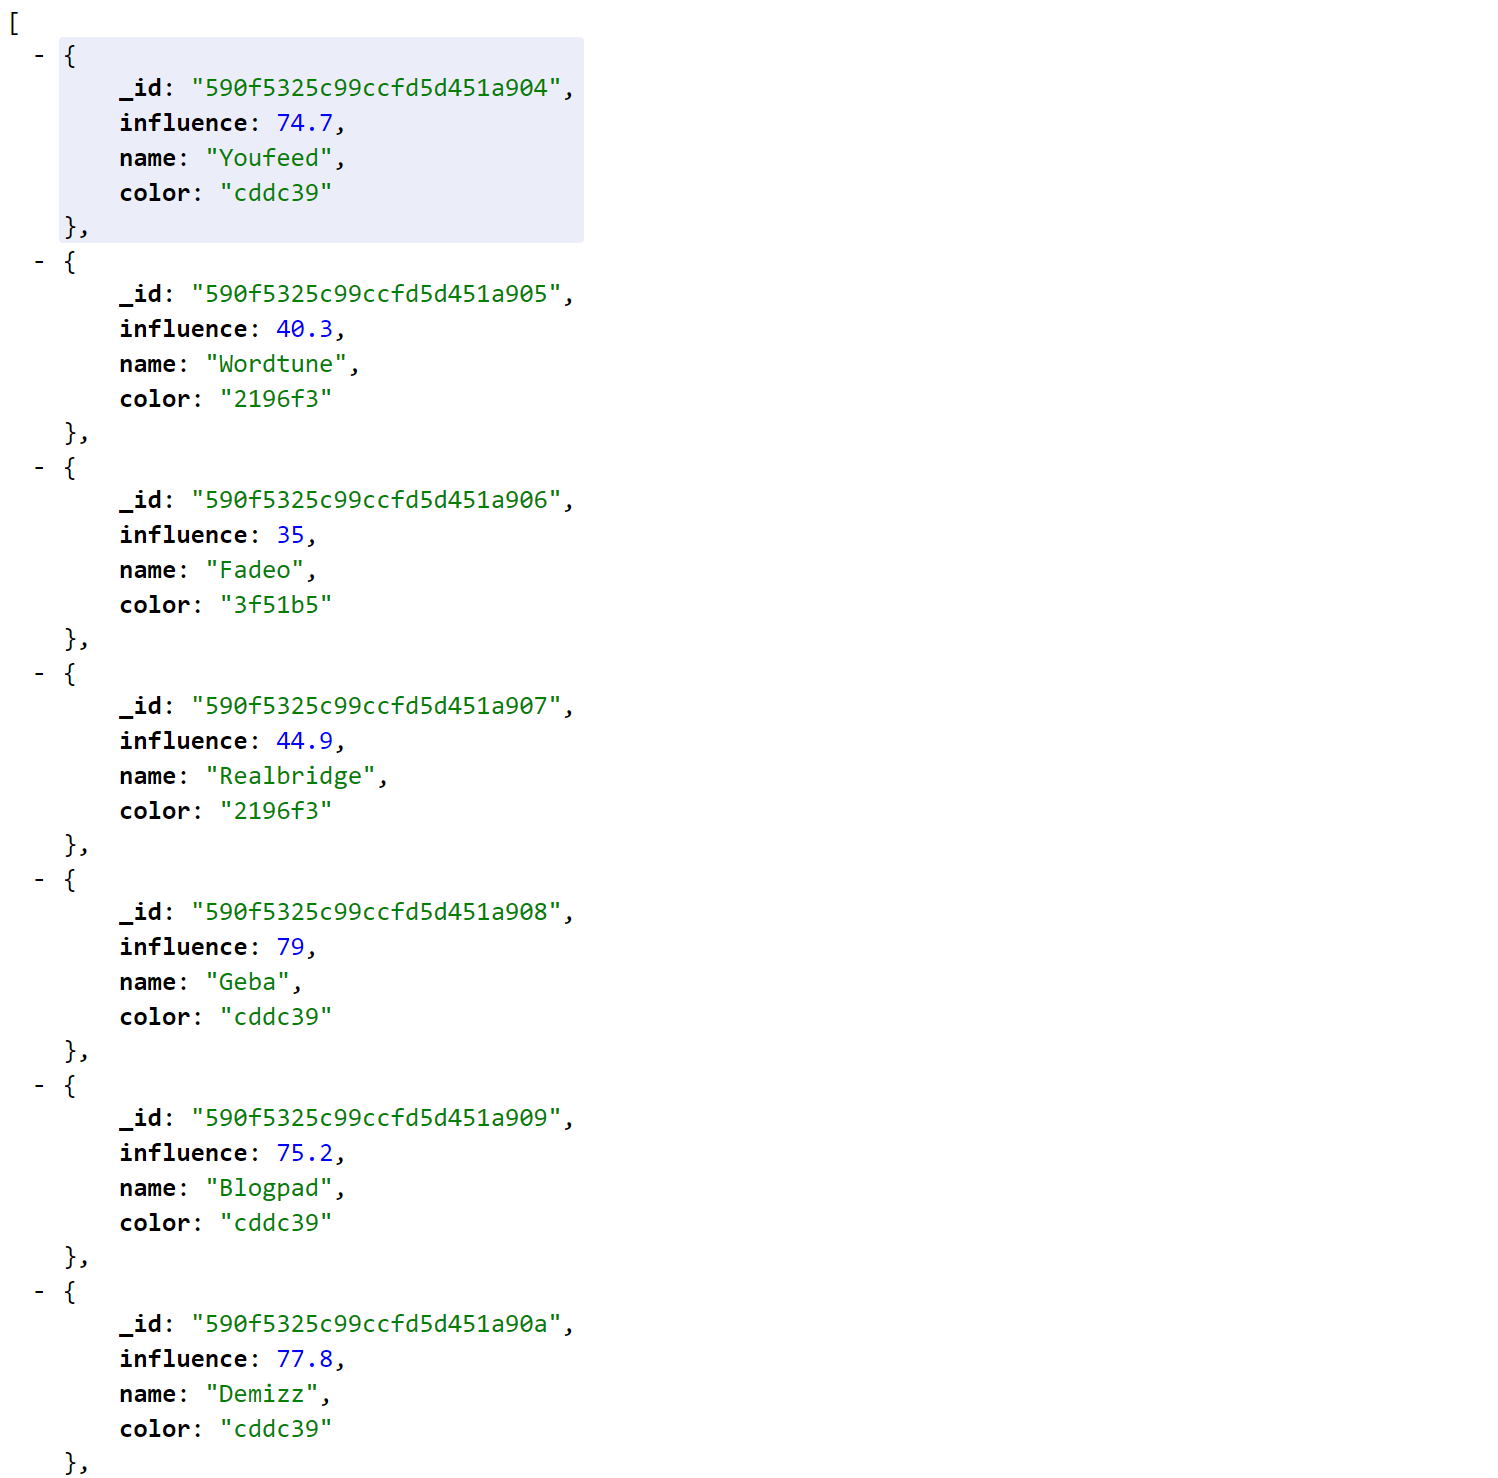 [
- {
_id: "590f5325c99ccfd5d451a904",
influence: 74.7,
name: "Youfeed",
color: "cddc39"
},
- {
_id: "590f5325c99ccfd5d451a905",
influence: 40.3,
name: "Wordtune",
color: "2196f3"
},
- {
_id: "590f5325c99ccfd5d451a906",
influence: 35,
name: "Fadeo",
color: "3f51b5"
},
- {
_id: "590f5325c99ccfd5d451a907",
influence: 44.9,
name: "Realbridge",
color: "2196f3"
},
- {
_id: "590f5325c99ccfd5d451a908",
influence: 79,
name: "Geba",
color: "cddc39"
},
- {
_id: "590f5325c99ccfd5d451a909",
influence: 75.2,
name: "Blogpad",
color: "cddc39"
},
- {
_id: "590f5325c99ccfd5d451a90a",
influence: 77.8,
name: "Demizz",
color: "cddc39"
},